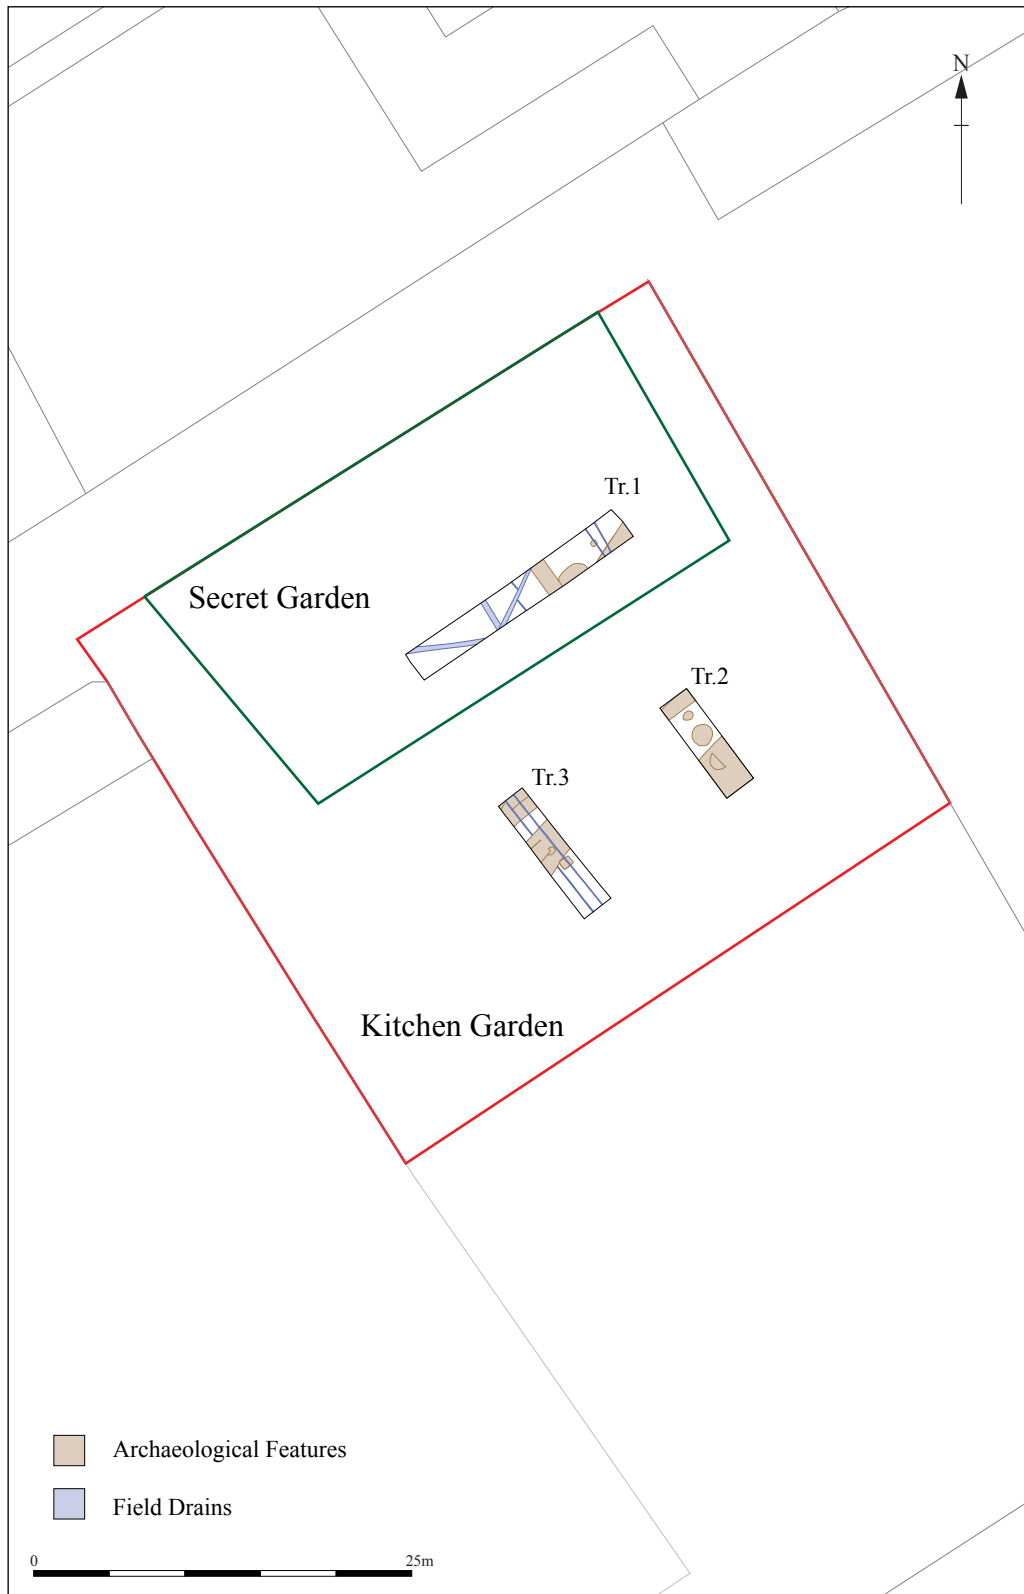 N
Tr.1
Secret Garden
Tr.2
Tr.3
Kitchen Garden
Archaeological Features
Field Drains
0 25m